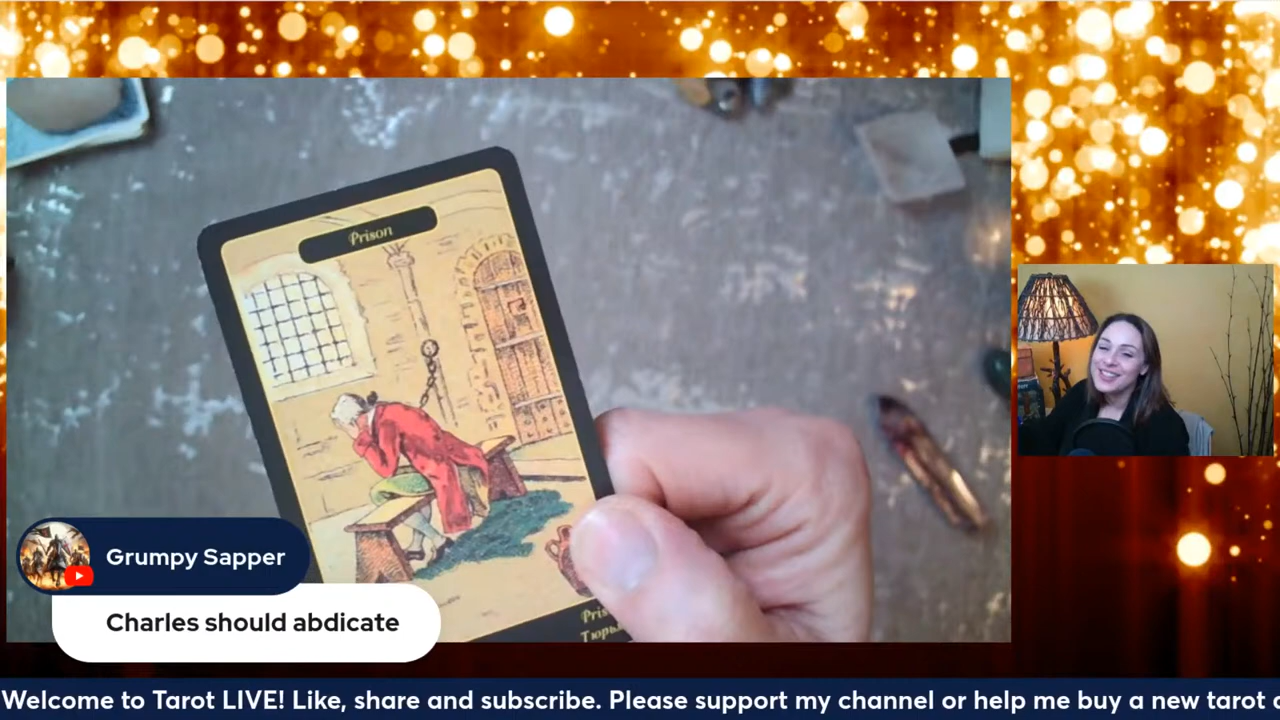 Prison
Grumpy Sapper
Charles should abdicate
Welcome to Tarot LIVE! Like, share and subscribe. Please support my channel or help me buy a new tarot